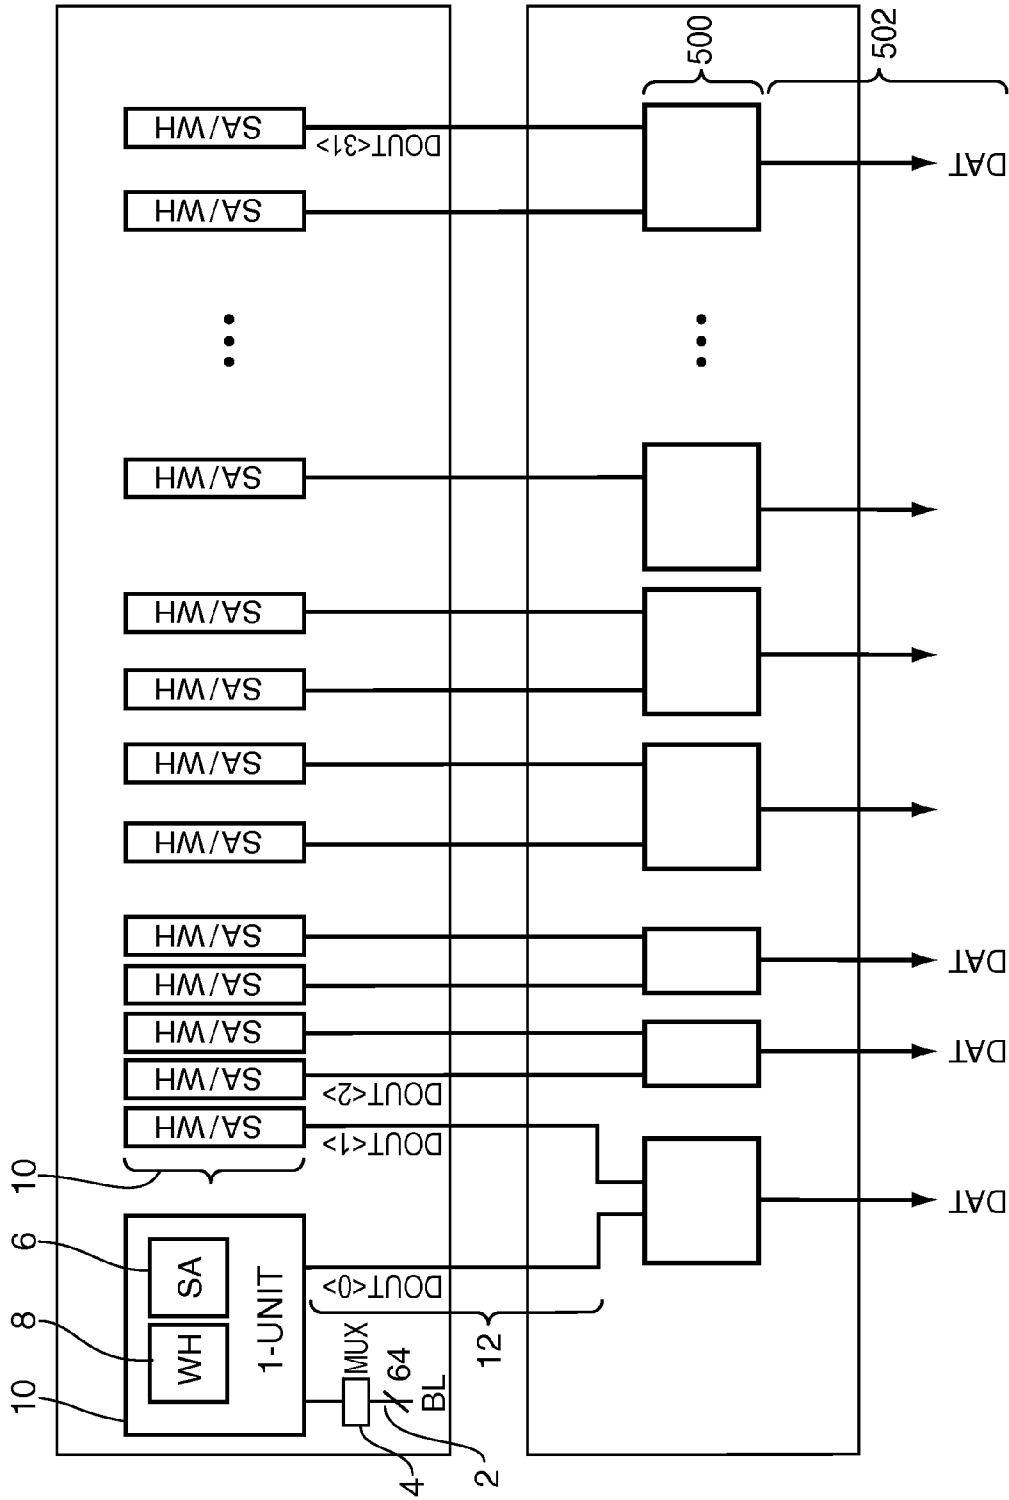 10
8
6
10
WH
SA
1-UNIT
SA/WH
SA/WH
SA/WH
SA/WH
SA/WH
SA/WH
SA/WH
SA/WH
SA/WH
SA/WH
SA/WH
SA/WH
MUX
64
BL
4
2
12
DOUT<0>
DOUT<1>
DOUT<2>
DOUT<31>
500
502
DAT
DAT
DAT
DAT